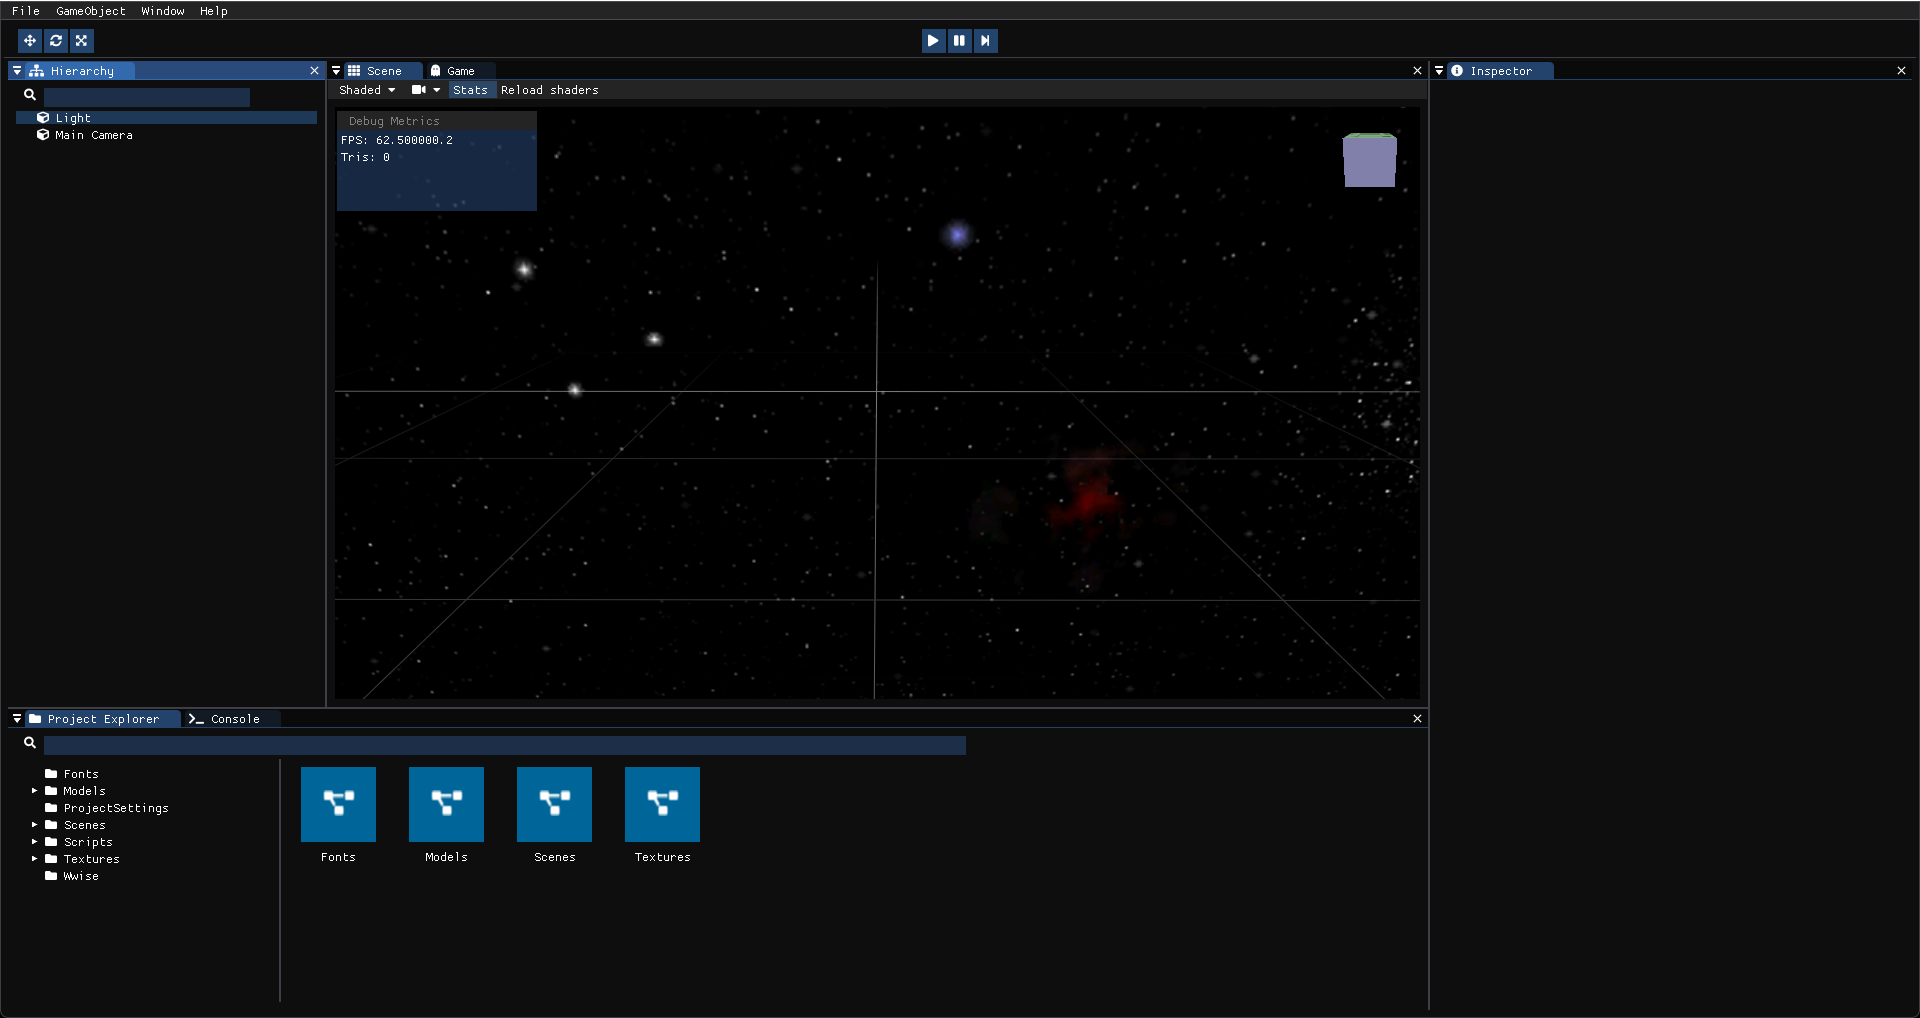 File GameObject Window Help
Hierarchy
Light
Main Camera
Scene Game
Shaded Stats Reload shaders
Debug Metrics
FPS: 62.500000.2
Tris: 0
Inspector
Project Explorer Console
Fonts
Models
ProjectSettings
Scenes
Scripts
Textures
Wwise
Fonts Models Scenes Textures